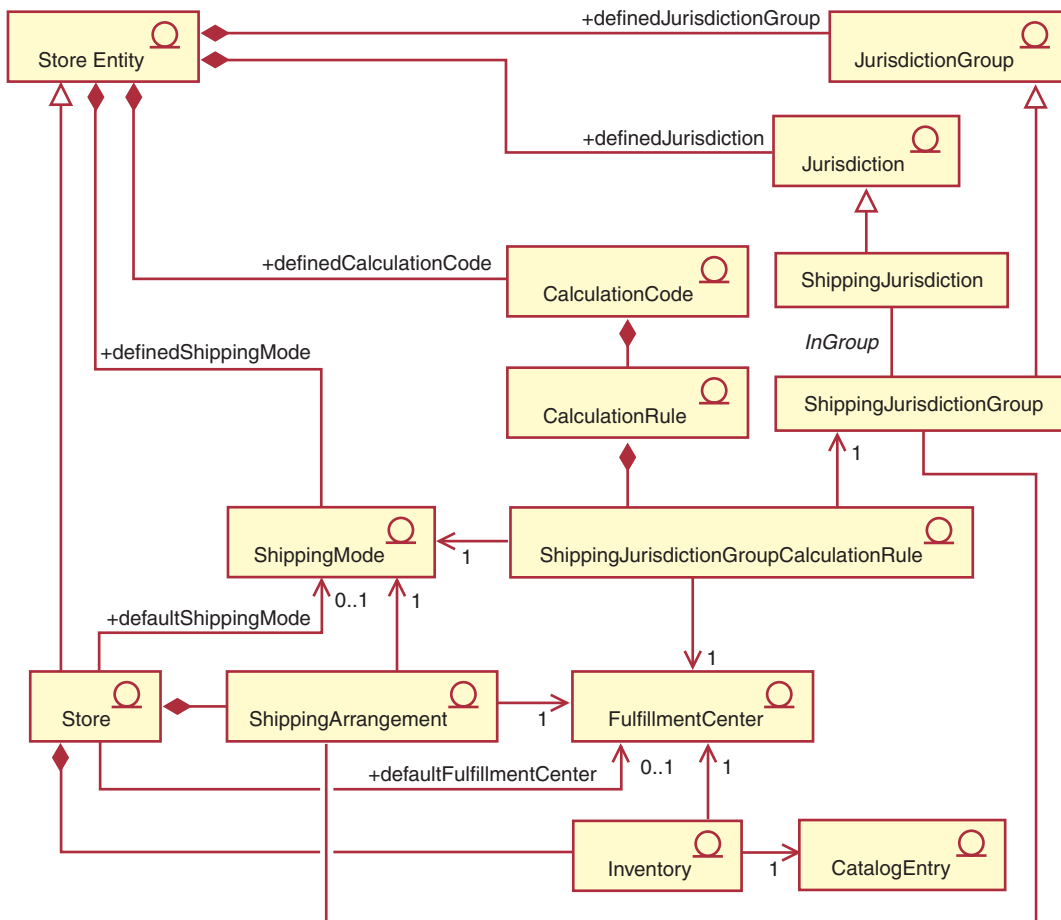 +definedJurisdictionGroup
Store Entity
JurisdictionGroup
+definedJurisdiction
Jurisdiction
+definedCalculationCode
CalculationCode
ShippingJurisdiction
InGroup
+definedShippingMode
CalculationRule
ShippingJurisdictionGroup
1
ShippingMode
1
ShippingJurisdictionGroupCalculationRule
0..1
1
+defaultShippingMode
1
Store
ShippingArrangement
1
FulfillmentCenter
+defaultFulfillmentCenter
0..1
1
Inventory
1
CatalogEntry